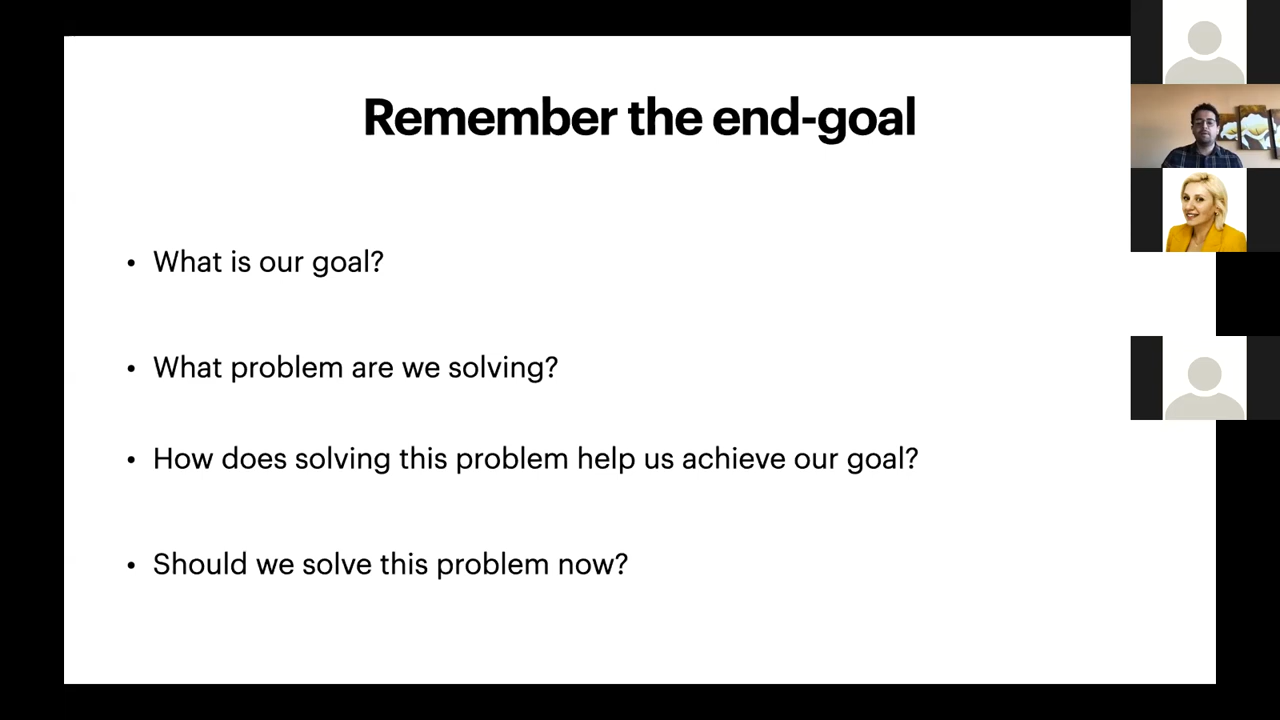 Remember the end-goal
• What is our goal?
• What problem are we solving?
• How does solving this problem help us achieve our goal?
• Should we solve this problem now?